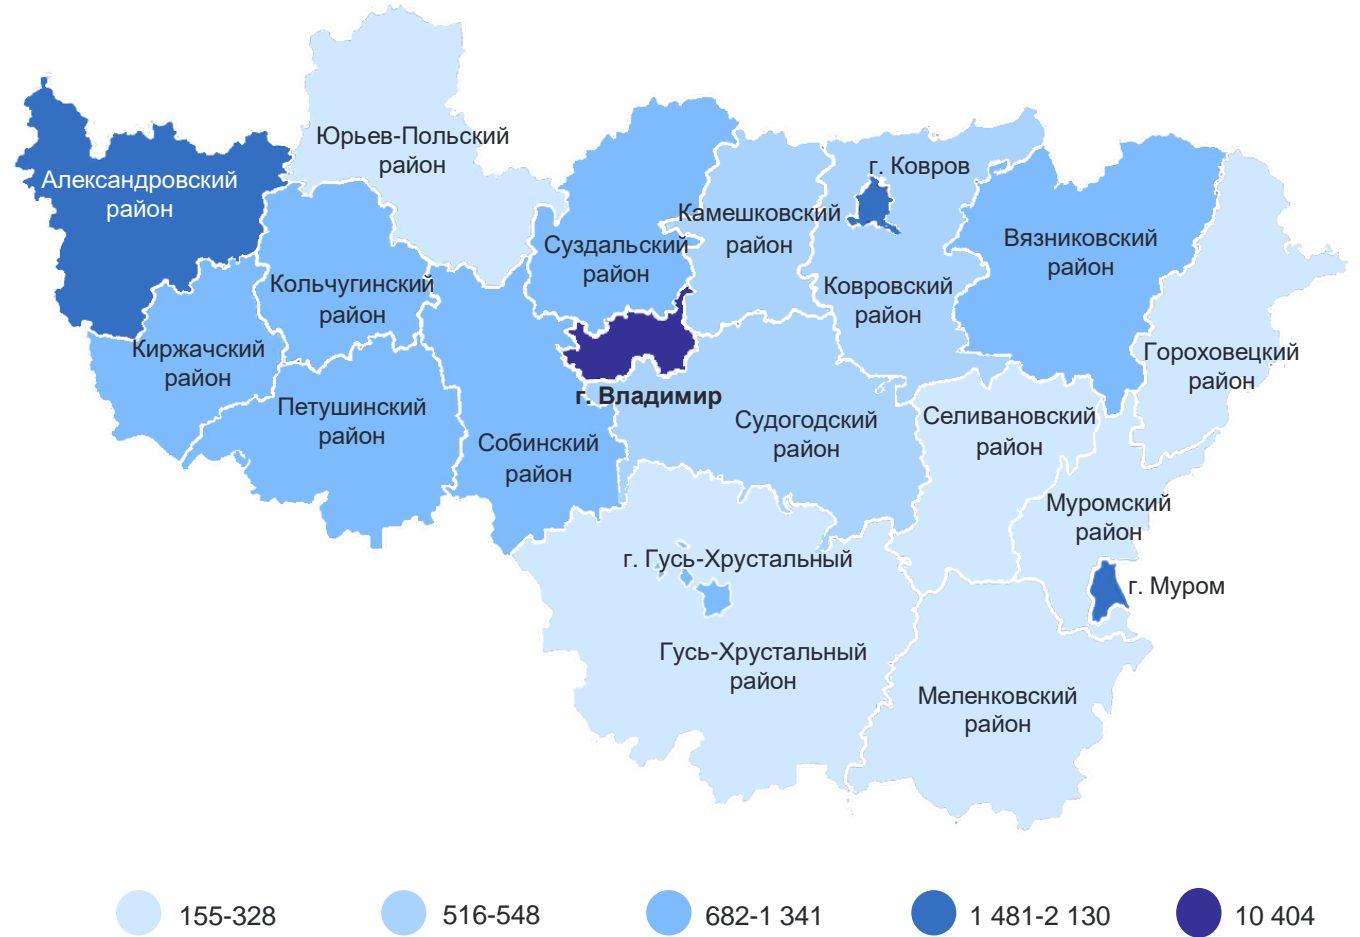 Юрьев-Польский
район
Александровский
район
г. Ковров
Камешковский
район
Суздальский
район
Вязниковский
район
Кольчугинский
район
Ковровский
район
Киржачский
район
Гороховецкий
район
г. Владимир
Петушинский
район
Судогодский
район
Селивановский
район
Собинский
район
Муромский
район
г. Гусь-Хрустальный
г. Муром
Гусь-Хрустальный
район
Меленковский
район
155-328
516-548
682-1 341
1 481-2 130
10 404